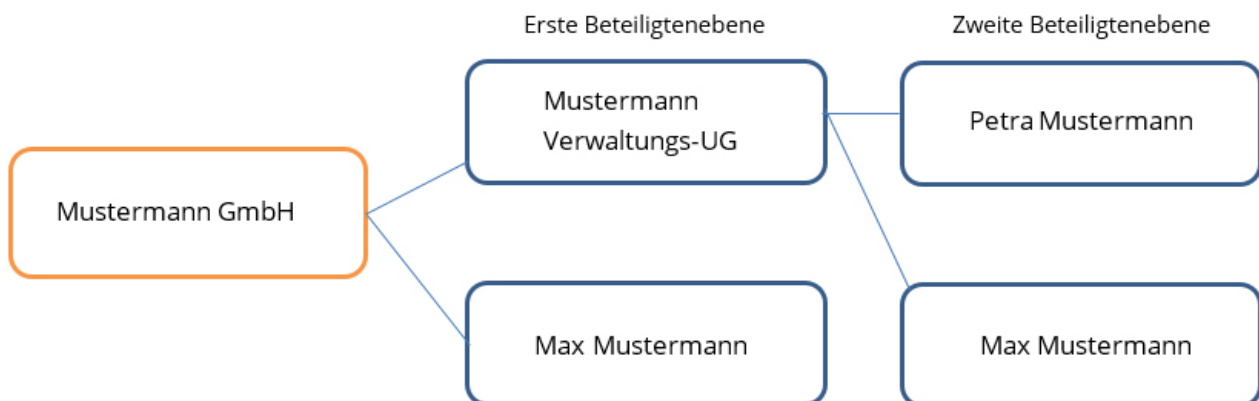 Erste Beteiligtenebene
Zweite Beteiligtenebene
Mustermann
Verwaltungs-UG
Petra Mustermann
Mustermann GmbH
Max Mustermann
Max Mustermann